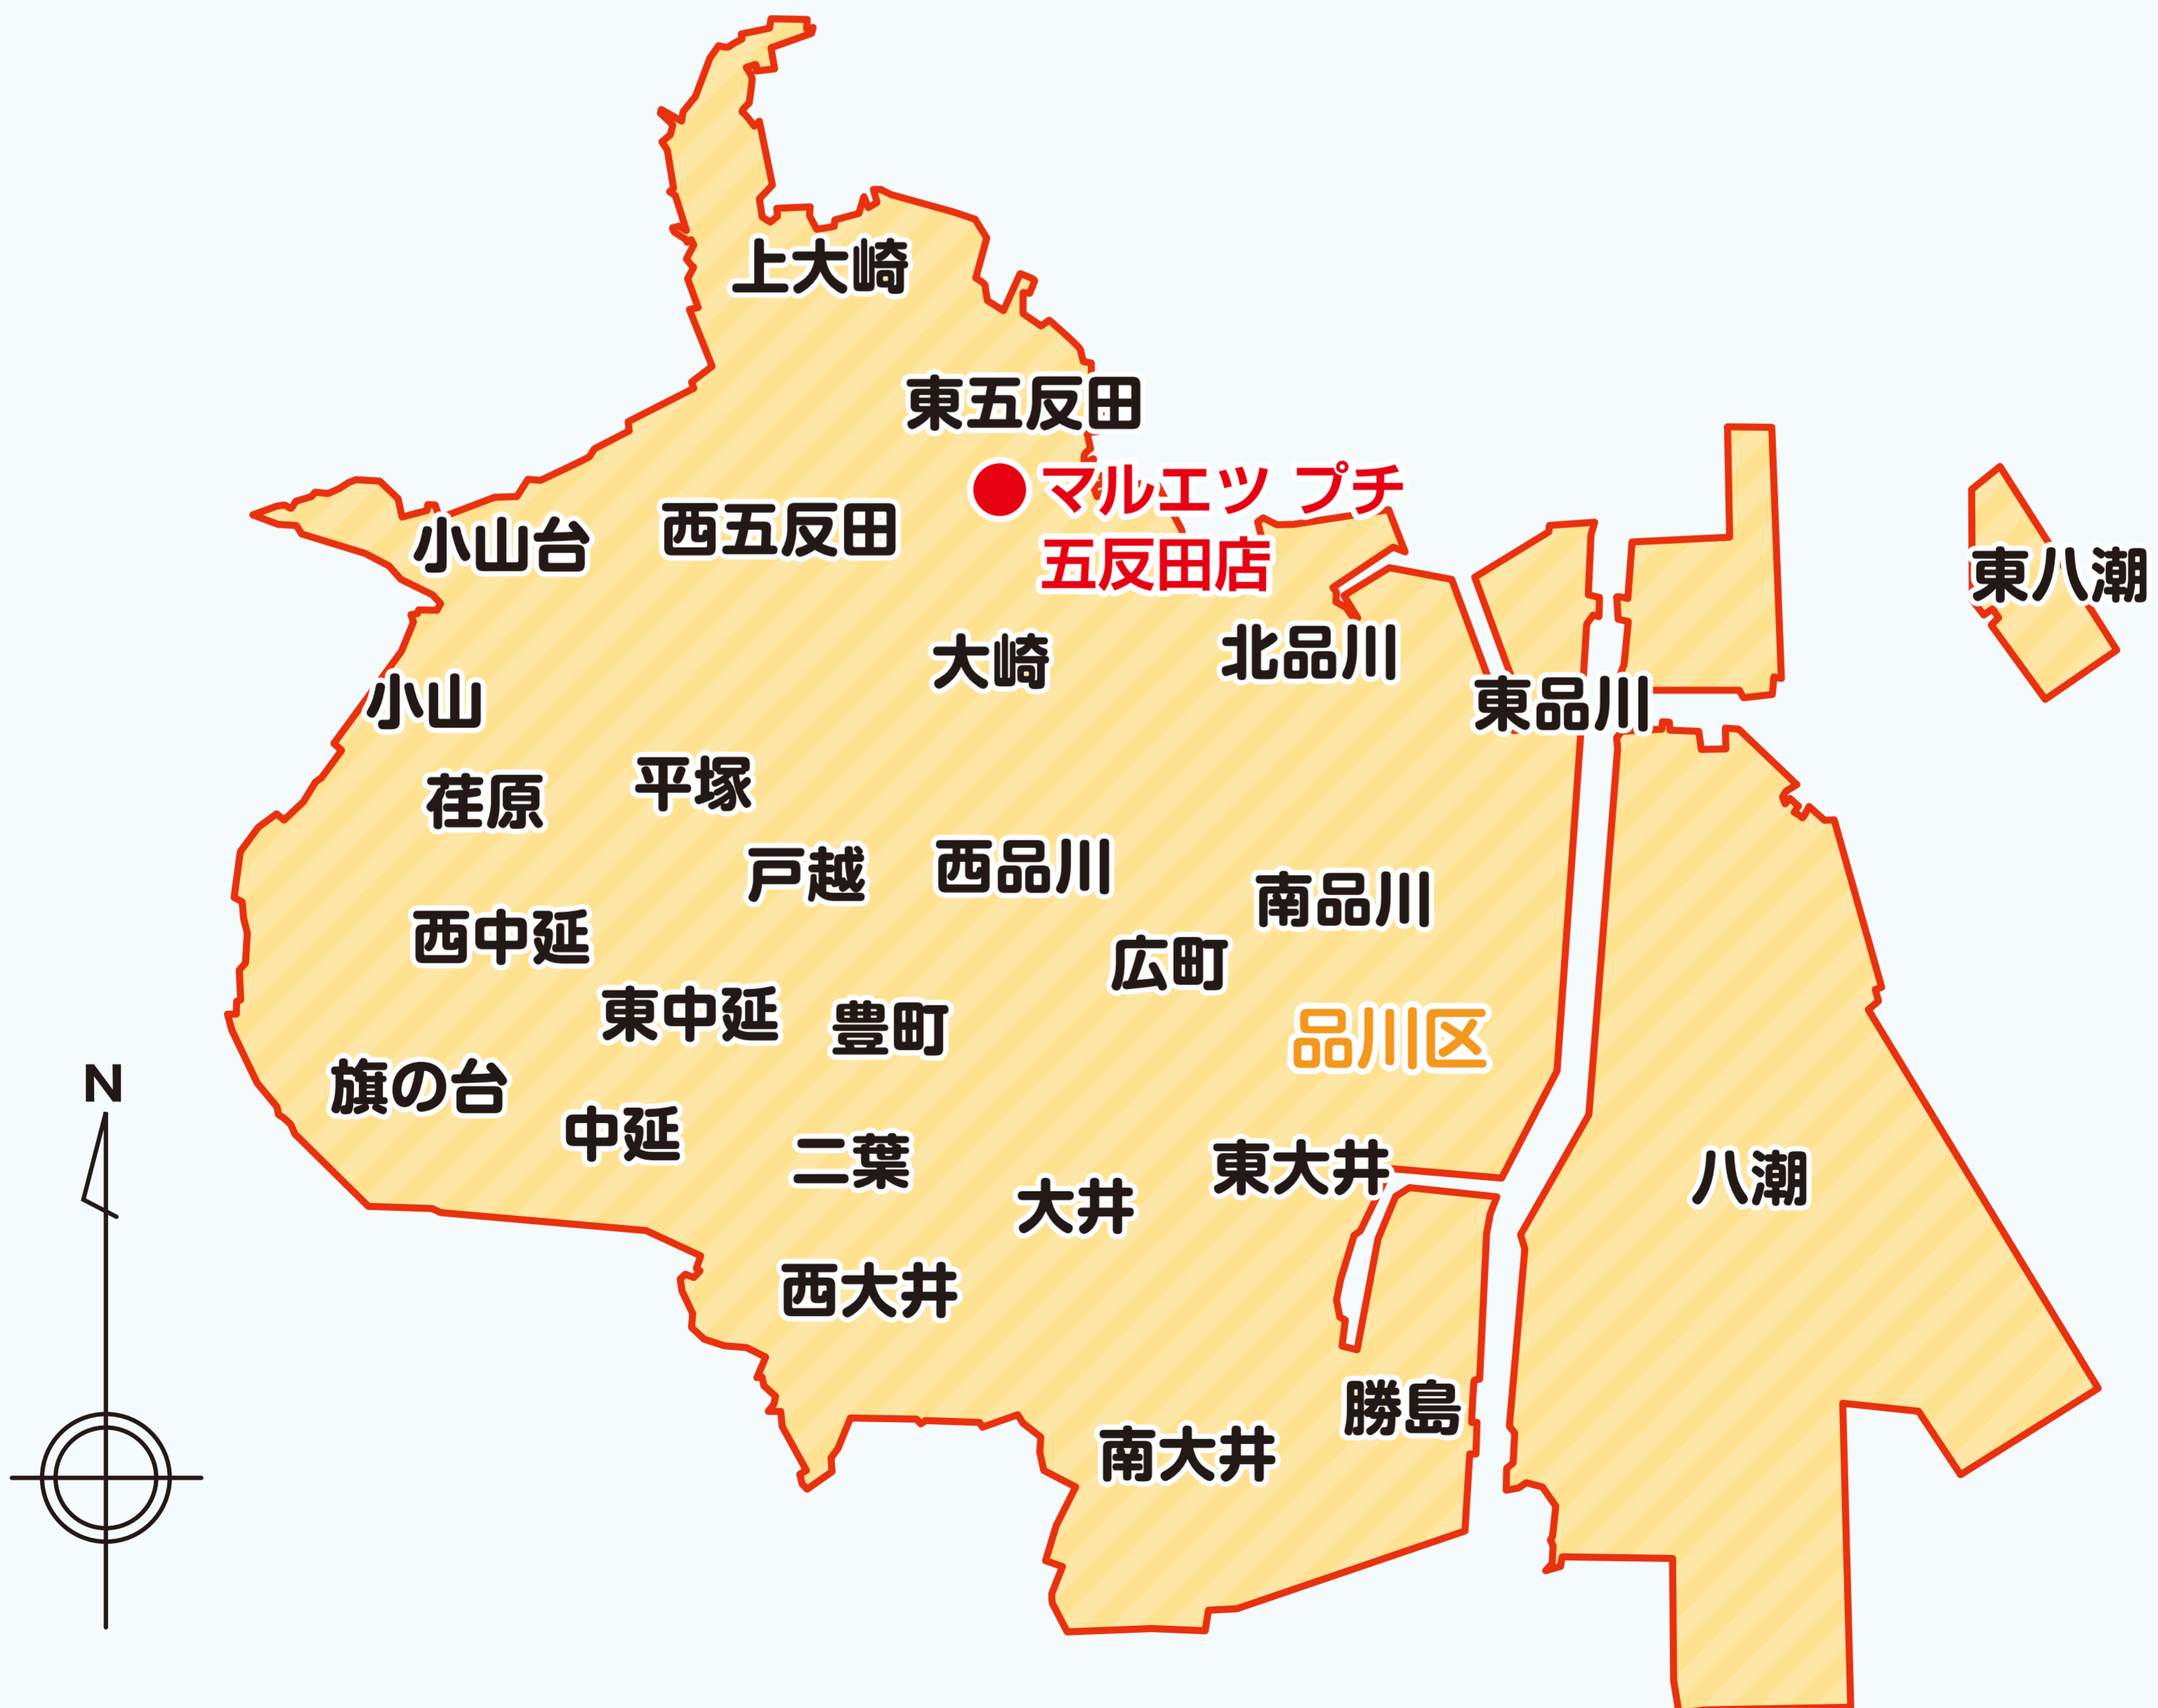 上大崎
東五反田
マルエツ プチ
五反田店
西五反田
小山台
東八潮
大崎
北品川
小山
東品川
平塚
荏原
戸越
西品川
南品川
西中延
広町
東中延
豊町
品川区
旗の台
N
中延
二葉
東大井
八潮
大井
西大井
勝島
南大井